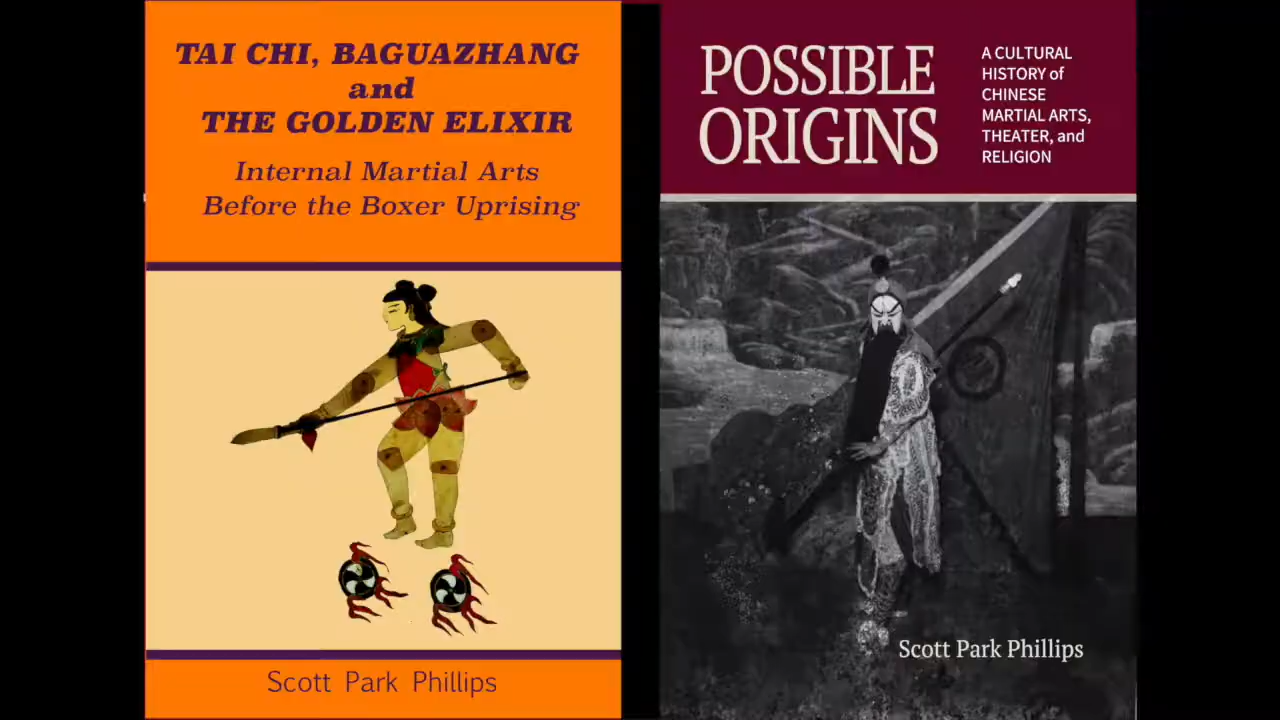 TAI CHI, BAGUAZHANG
and
THE GOLDEN ELIXIR
Internal Martial Arts
Before the Boxer Uprising
Scott Park Phillips
POSSIBLE
ORIGINS
A CULTURAL
HISTORY of
CHINESE
MARTIAL ARTS,
THEATER, and
RELIGION
Scott Park Phillips